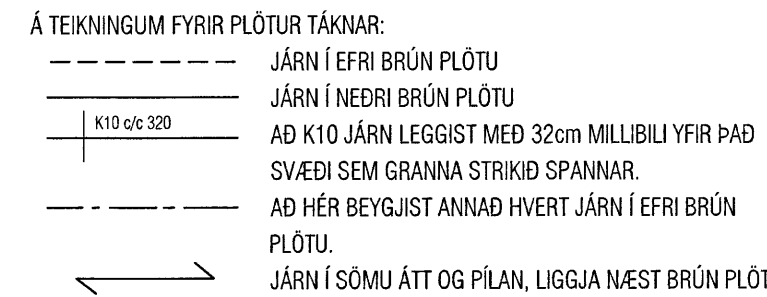 Á TEIKNINGUM FYRIR PLÖTUR TÁKNAR:
JÁRN Í EFRI BRÚN PLÖTU
JÁRN Í NEÐRI BRÚN PLÖTU
K10 c/c 320
AÐ K10 JÁRN LEGGIST MEÐ 32cm MILLIBILI YFIR ÞAÐ
SVÆÐI SEM GRANNA STRIKIÐ SPANNAR.
AÐ HÉR BEYGJIST ANNAÐ HVERT JÁRN Í EFRI BRÚN
PLÖTU.
JÁRN Í SÖMU ÁTT OG PÍLAN, LIGGJA NÆST BRÚN PLÖT